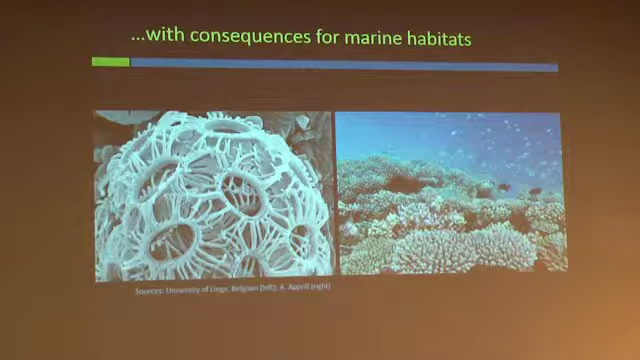 ...with consequences for marine habitats
Sources: University of Liege, Belgium (left); A. Apprill (right)